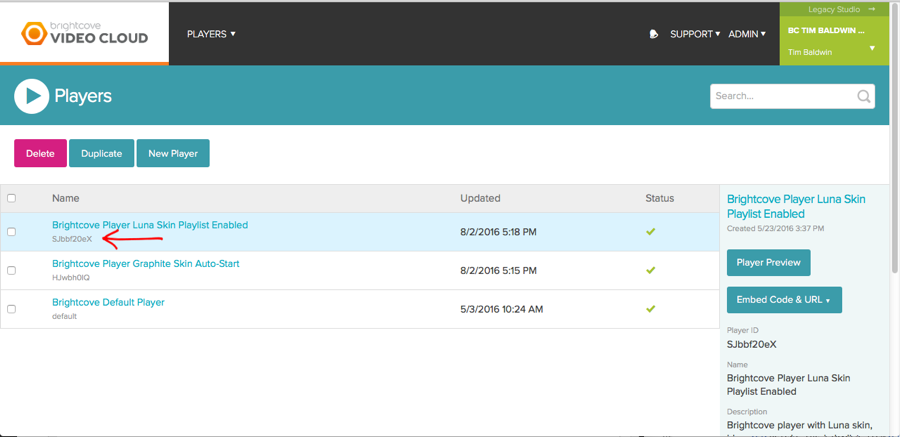 Legacy Studio →
brightcove
VIDEO CLOUD
PLAYERS ▼
SUPPORT ▼
ADMIN ▼
BC TIM BALDWIN ...
Tim Baldwin ▼
Players
Search...
Delete
Duplicate
New Player
Name
Updated
Status
Brightcove Player Luna Skin Playlist Enabled
SJbbf20eX
8/2/2016 5:18 PM
Brightcove Player Graphite Skin Auto-Start
HJwbh0lQ
8/2/2016 5:15 PM
Brightcove Default Player
default
5/3/2016 10:24 AM
Brightcove Player Luna Skin
Playlist Enabled
Created 5/23/2016 3:37 PM
Player Preview
Embed Code & URL ▼
Player ID
SJbbf20eX
Name
Brightcove Player Luna Skin
Playlist Enabled
Description
Brightcove player with Luna skin,